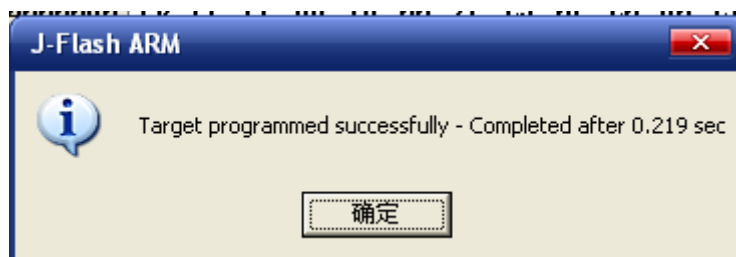 J-Flash ARM
Target programmed successfully - Completed after 0.219 sec
确定